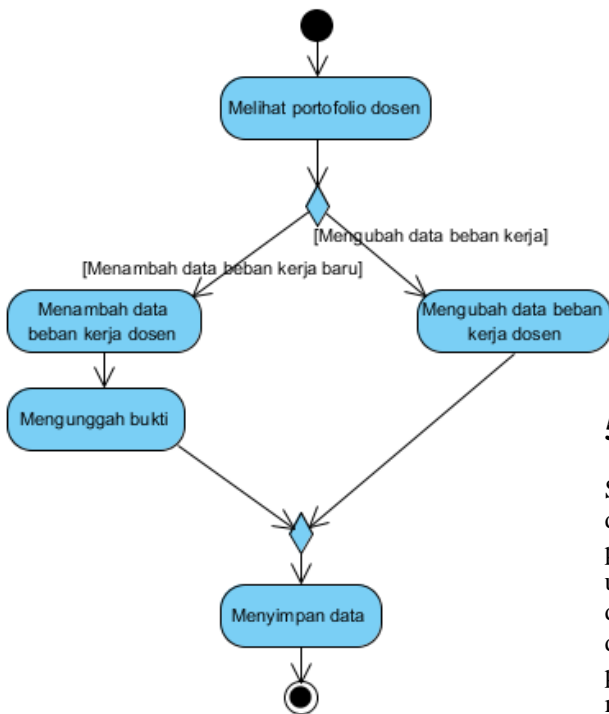 Melihat portofolio dosen
[Mengubah data beban kerja]
[Menambah data beban kerja baru]
Menambah data
beban kerja dosen
Mengubah data beban
kerja dosen
Mengunggah bukti
Menyimpan data